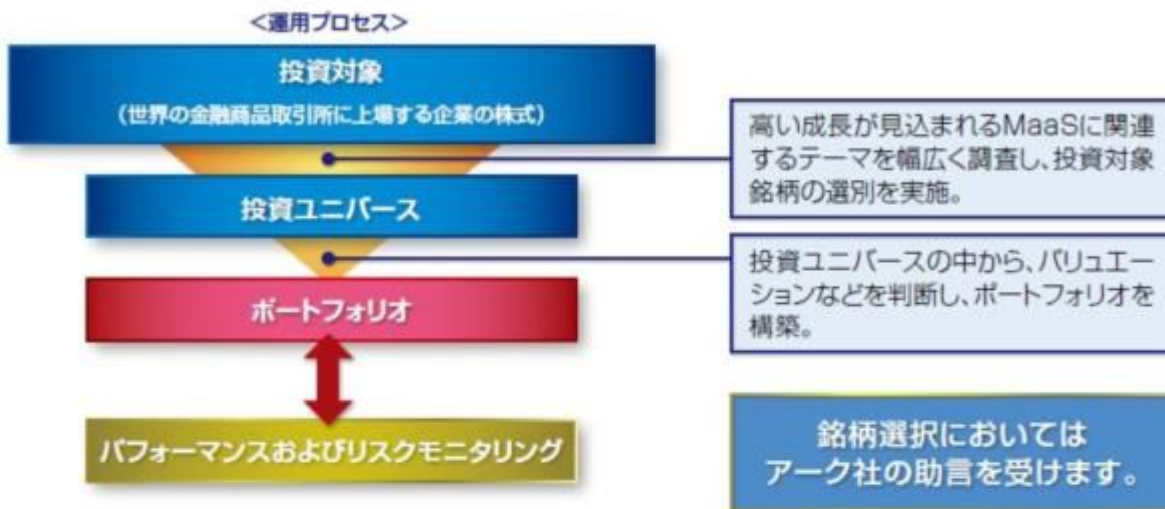 <運用プロセス>
投資対象
(世界の金融商品取引所に上場する企業の株式)
高い成長が見込まれるMaaSに関連
するテーマを幅広く調査し、投資対象
銘柄の選別を実施。
投資ユニバース
投資ユニバースの中から、バリュエー
ションなどを判断し、ポートフォリオを
構築。
ポートフォリオ
パフォーマンスおよびリスクモニタリング
銘柄選択においては
アーク社の助言を受けます。